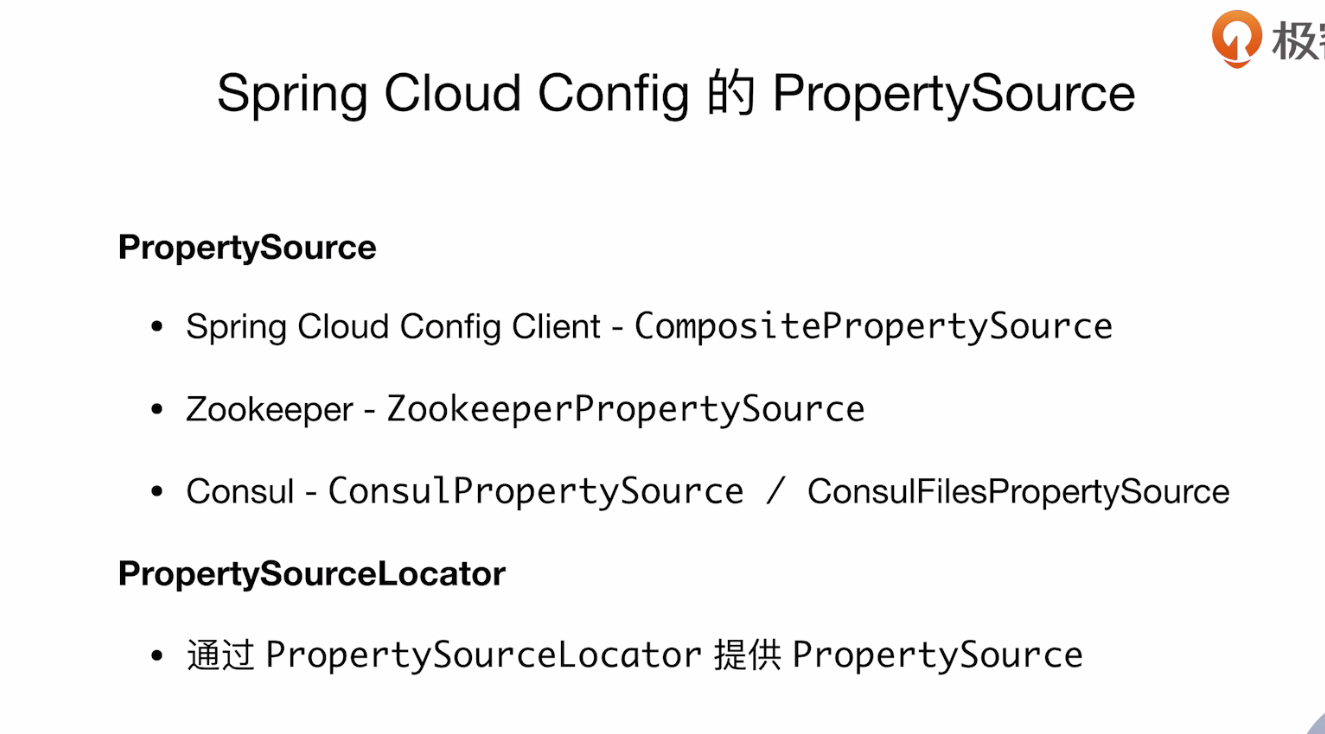 极
Spring Cloud Config 的 PropertySource
PropertySource
• Spring Cloud Config Client - CompositePropertySource
• Zookeeper - ZookeeperPropertySource
• Consul - ConsulPropertySource / ConsulFilesPropertySource
PropertySourceLocator
• 通过 PropertySourceLocator 提供 PropertySource